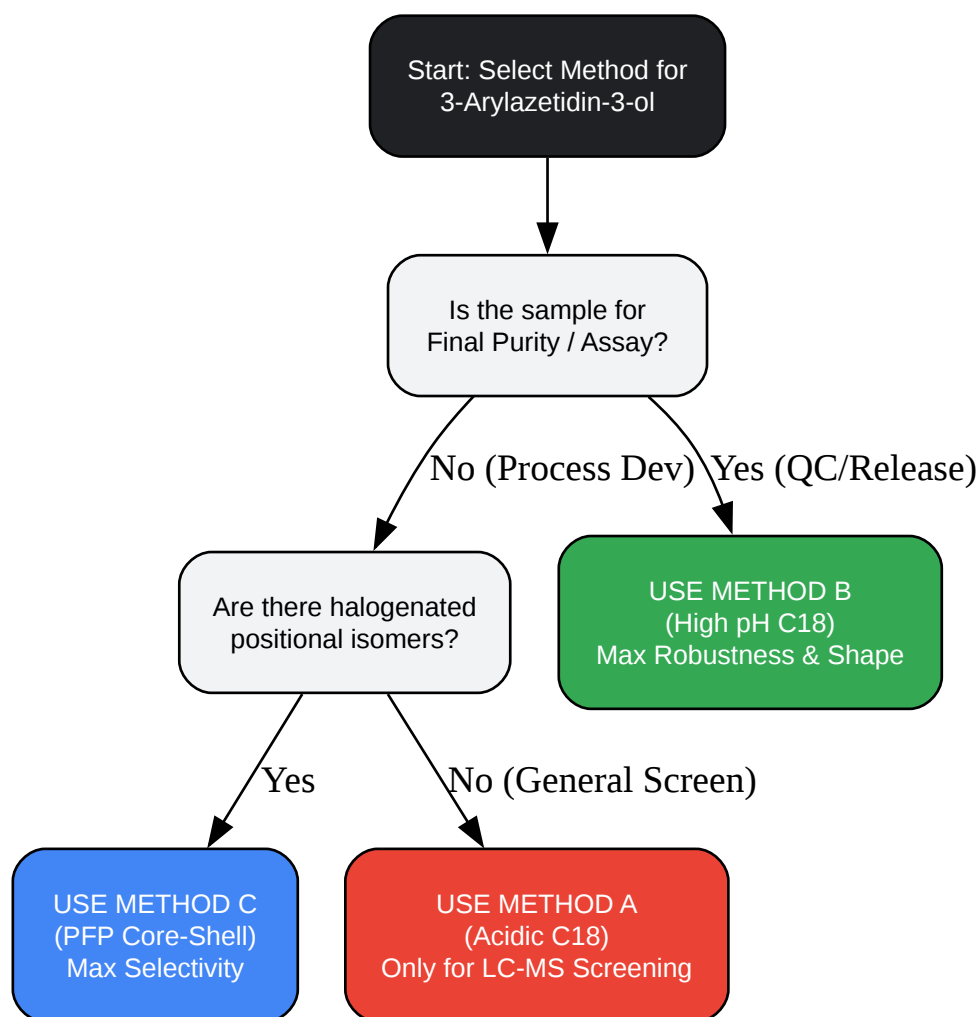 Start: Select Method for
3-Arylazetidin-3-ol
Is the sample for
Final Purity / Assay?
No (Process Dev)
Yes (QC/Release)
Are there halogenated
positional isomers?
USE METHOD B
(High pH C18)
Max Robustness & Shape
Yes
No (General Screen)
USE METHOD C
(PFP Core-Shell)
Max Selectivity
USE METHOD A
(Acidic C18)
Only for LC-MS Screening